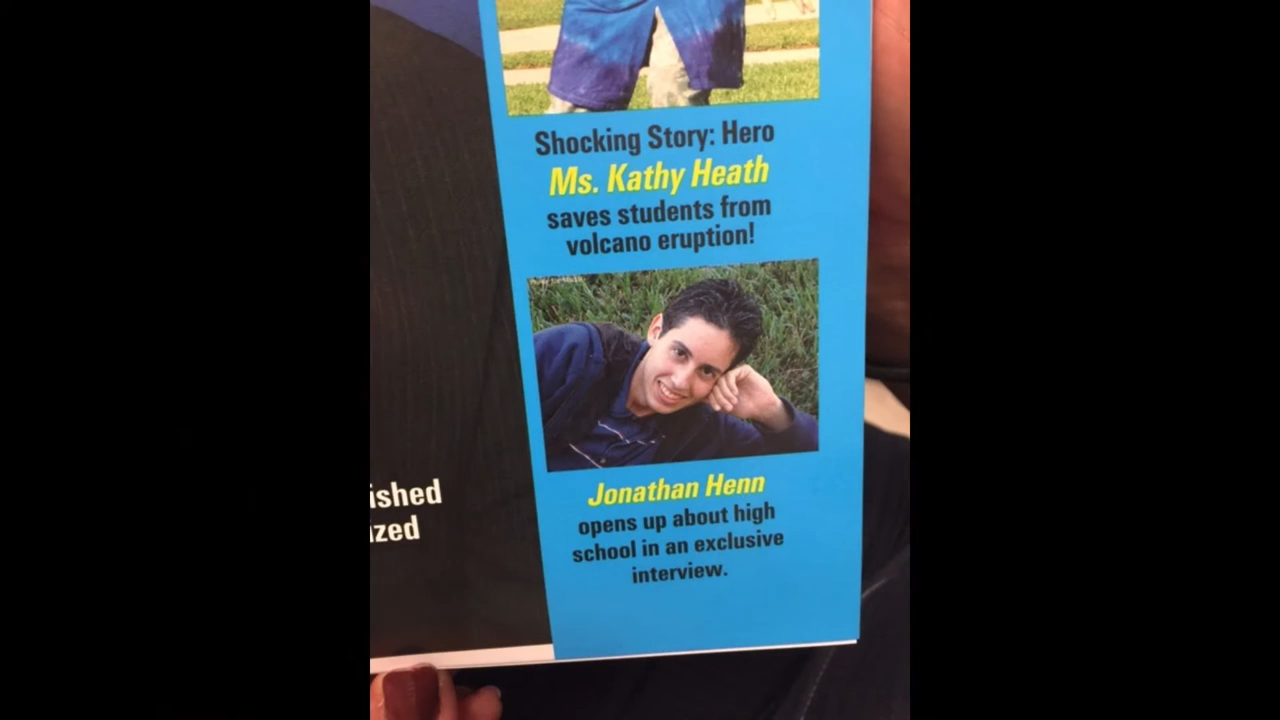 Shocking Story: Hero
Ms. Kathy Heath
saves students from
volcano eruption!
Jonathan Henn
opens up about high
school in an exclusive
interview.
ished
zed